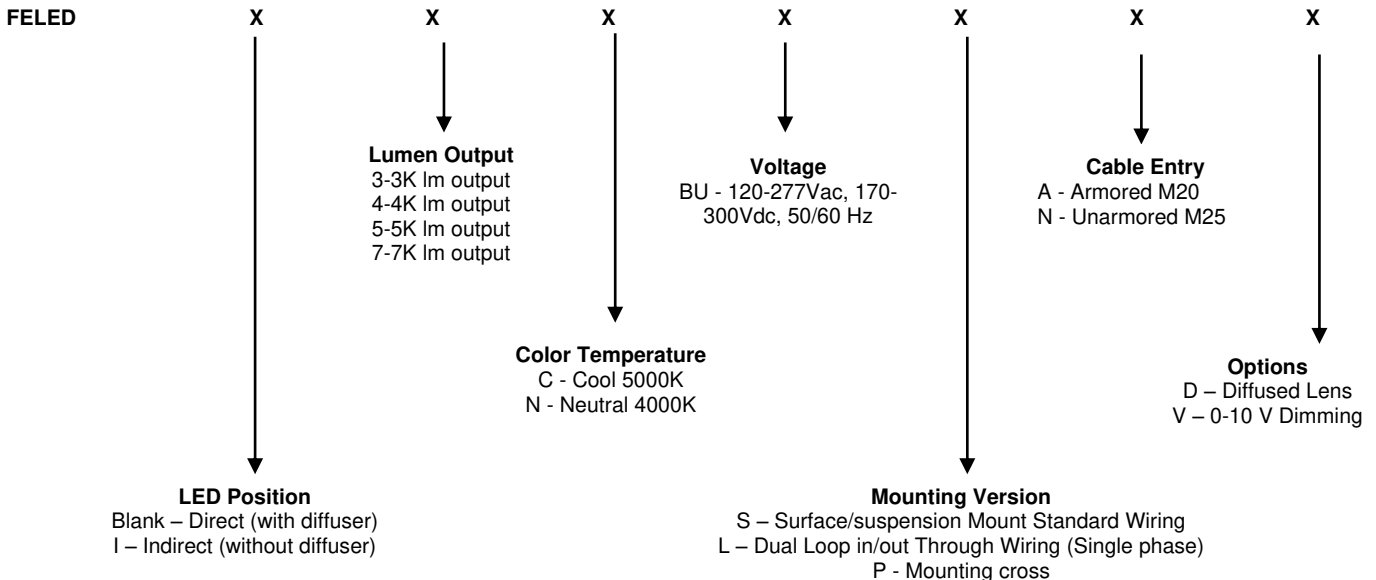 FELED X X X X X X X
Lumen Output
3-3K lm output
4-4K lm output
5-5K lm output
7-7K lm output
Voltage
BU - 120-277Vac, 170-
300Vdc, 50/60 Hz
Cable Entry
A - Armored M20
N - Unarmored M25
Color Temperature
C - Cool 5000K
N - Neutral 4000K
Options
D – Diffused Lens
V – 0-10 V Dimming
LED Position
Blank – Direct (with diffuser)
I – Indirect (without diffuser)
Mounting Version
S – Surface/suspension Mount Standard Wiring
L – Dual Loop in/out Through Wiring (Single phase)
P - Mounting cross